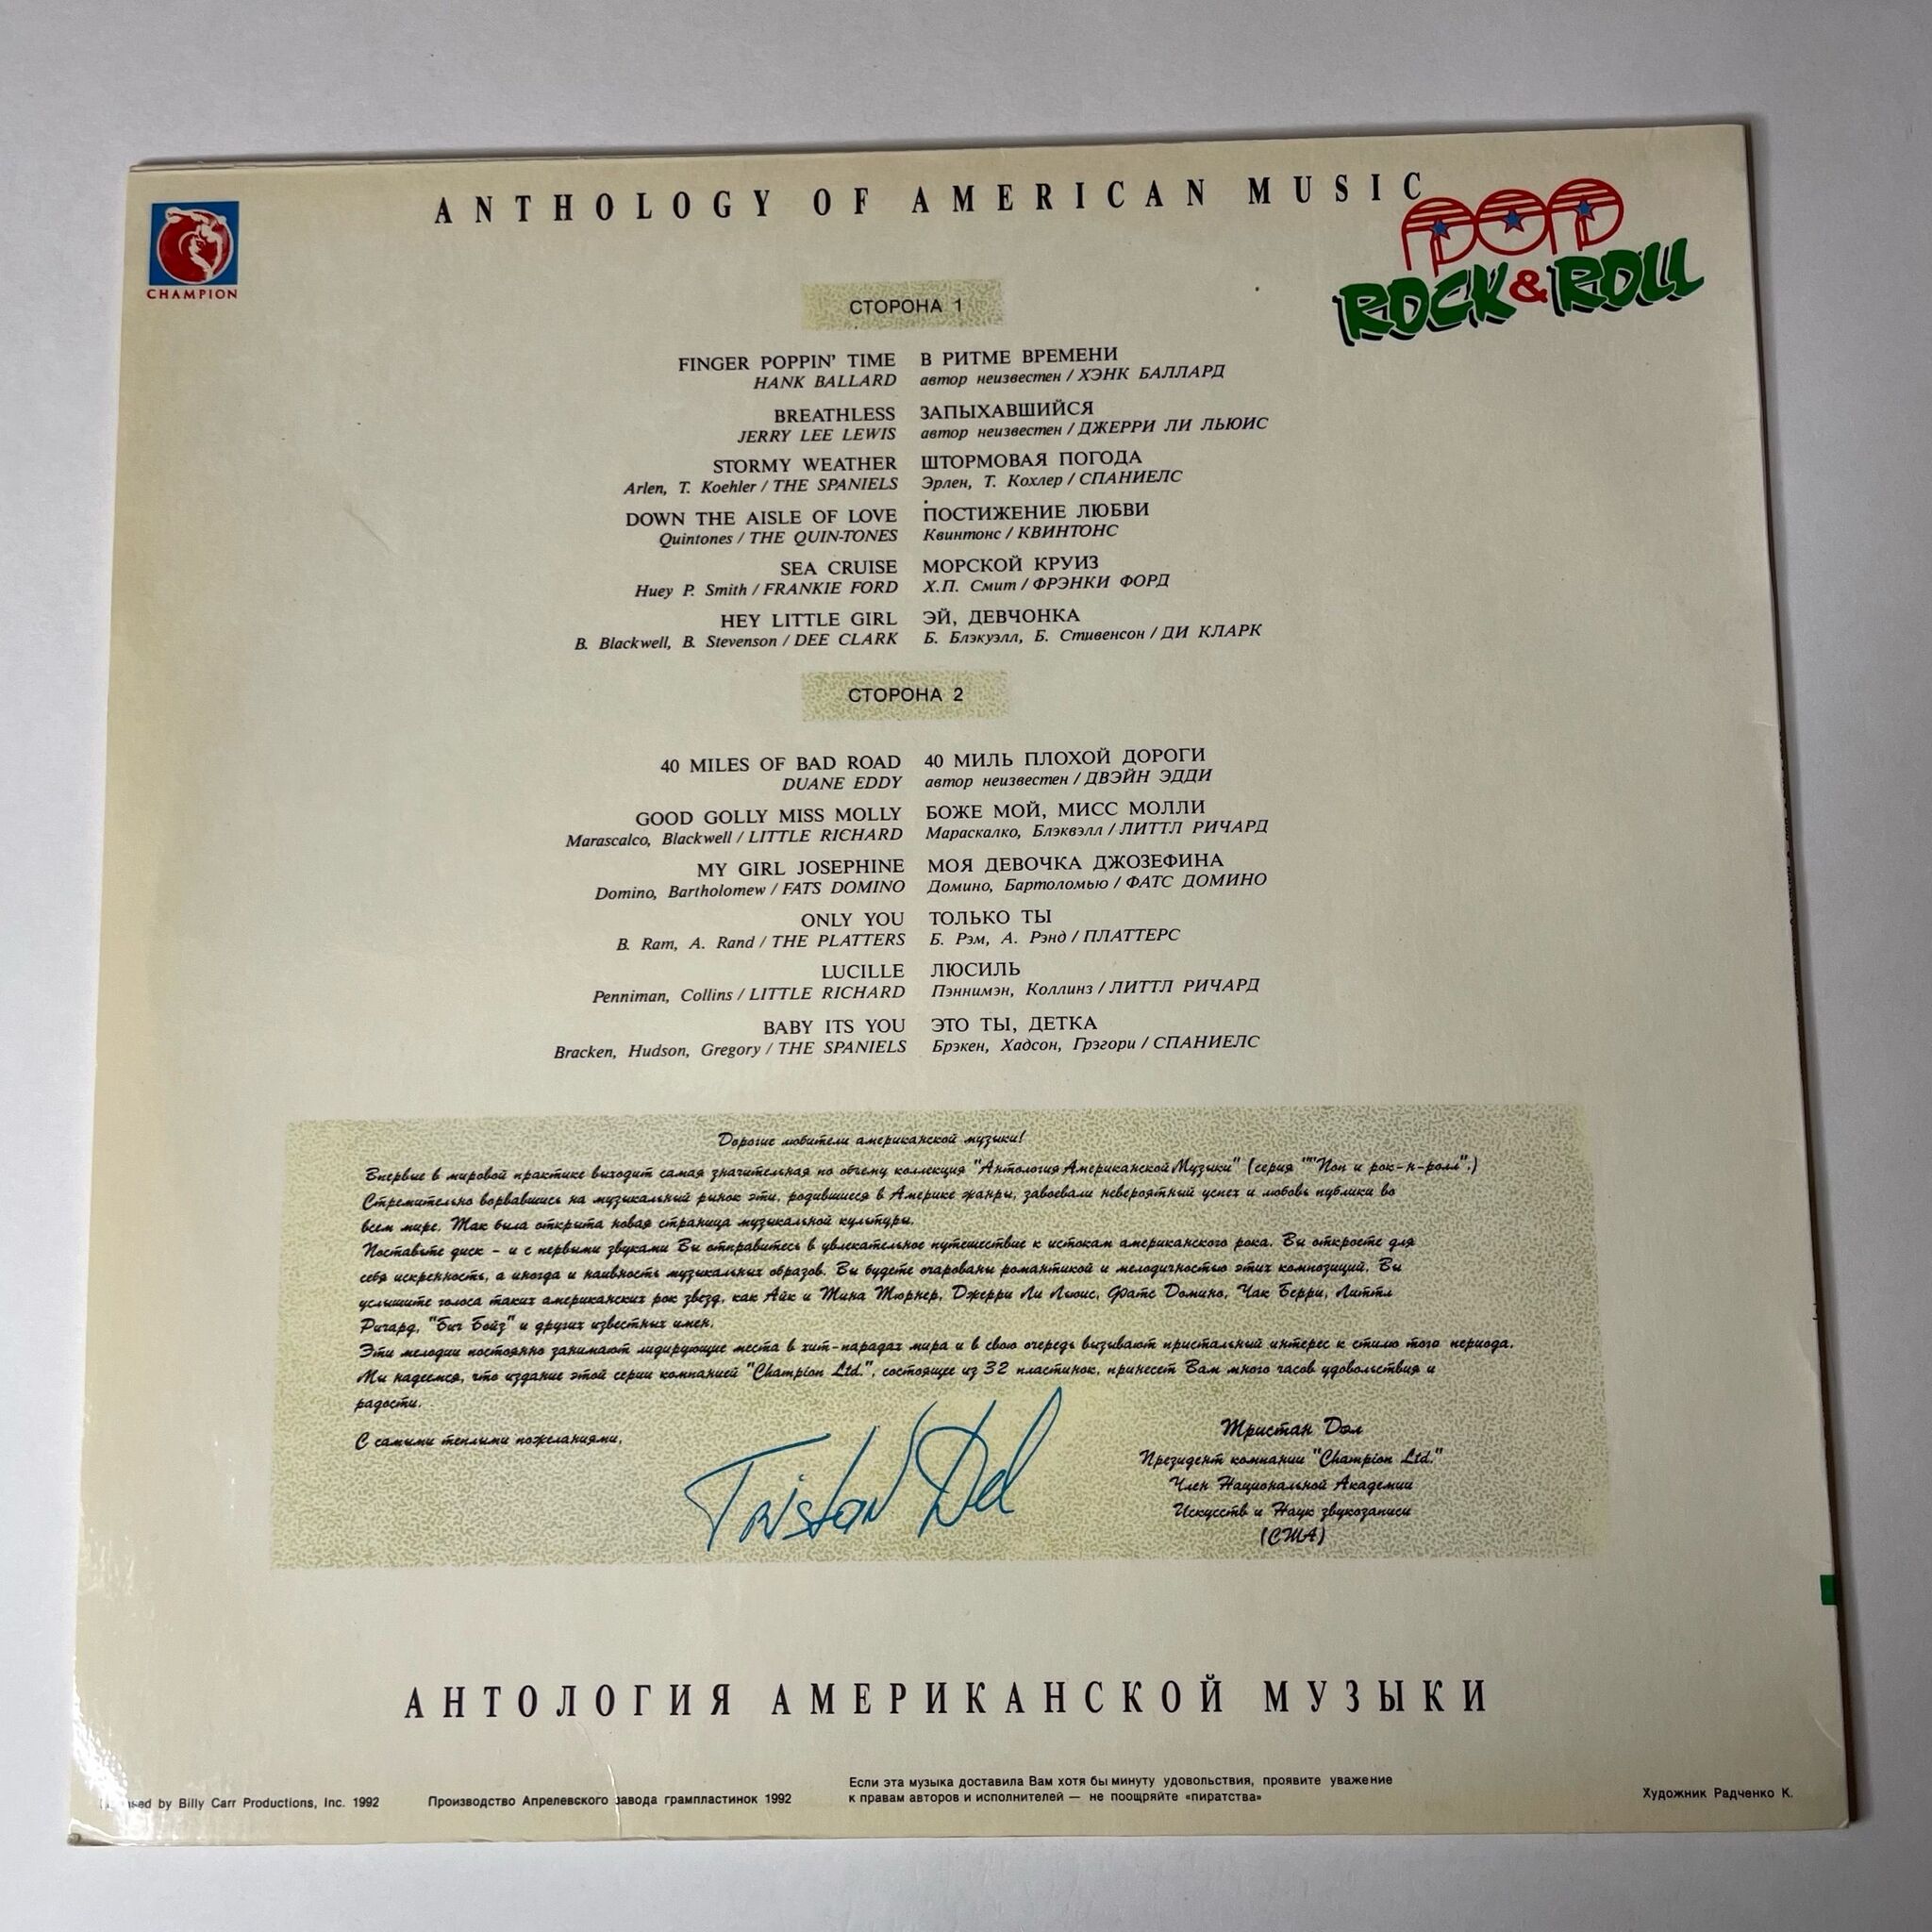 ANTHOLOGY OF AMERICAN MUSIC
CHAMPION
POP
ROCK&ROLL
СТОРОНА 1
FINGER POPPIN' TIME В РИТМЕ ВРЕМЕНИ
HANK BALLARD автор неизвестен / ХЭНК БАЛЛАРД
BREATHLESS ЗАПЫХАВШИЙСЯ
JERRY LEE LEWIS автор неизвестен / ДЖЕРРИ ЛИ ЛЬЮИС
STORMY WEATHER ШТОРМОВАЯ ПОГОДА
Arlen, T. Koehler / THE SPANIELS Эрлен, Т. Кохлер / СПАНИЕЛС
DOWN THE AISLE OF LOVE ПОСТИЖЕНИЕ ЛЮБВИ
Quintones / THE QUIN-TONES Квинтонс / КВИНТОНС
SEA CRUISE МОРСКОЙ КРУИЗ
Huey P. Smith / FRANKIE FORD Х.П. Смит / ФРЭНКИ ФОРД
HEY LITTLE GIRL ЭЙ, ДЕВЧОНКА
B. Blackwell, B. Stevenson / DEE CLARK Б. Блэкуэлл, Б. Стивенсон / ДИ КЛАРК
СТОРОНА 2
40 MILES OF BAD ROAD 40 МИЛЬ ПЛОХОЙ ДОРОГИ
DUANE EDDY автор неизвестен / ДВЭЙН ЭДДИ
GOOD GOLLY MISS MOLLY БОЖЕ МОЙ, МИСС МОЛЛИ
Marascalco, Blackwell / LITTLE RICHARD Мараскалко, Блэквэлл / ЛИТТЛ РИЧАРД
MY GIRL JOSEPHINE МОЯ ДЕВОЧКА ДЖОЗЕФИНА
Domino, Bartholomew / FATS DOMINO Домино, Бартоломью / ФАТС ДОМИНО
ONLY YOU ТОЛЬКО ТЫ
B. Ram, A. Rand / THE PLATTERS Б. Рэм, А. Рэнд / ПЛАТТЕРС
LUCILLE ЛЮСИЛЬ
Penniman, Collins / LITTLE RICHARD Пэннимэн, Коллинз / ЛИТТЛ РИЧАРД
BABY ITS YOU ЭТО ТЫ, ДЕТКА
Bracken, Hudson, Gregory / THE SPANIELS Брэкен, Хадсон, Грэгори / СПАНИЕЛС
Дорогие любители американской музыки!
Впервые в мировой практике выходит самая значительная по объему коллекция "Антология Американской Музыки" (серия ""Поп и рок-н-ролл".)
Стремительно ворвавшись на музыкальный рынок эти, родившиеся в Америке жанры, завоевали невероятный успех и любовь публики во
всем мире. Так была открыта новая страница музыкальной культуры.
Поставьте диск - и с первыми звуками Вы отправитесь в увлекательное путешествие к истокам американского рока. Вы откроете для
себя искренность, а иногда и наивность музыкальных образов. Вы будете очарованы романтикой и мелодичностью этих композиций. Вы
услышите голоса таких американских рок звезд, как Айк и Тина Тюрнер, Джерри Ли Льюис, Фатс Домино, Чак Берри, Литтл
Ричард, "Бич Бойз" и других известных имен.
Эти мелодии постоянно занимают лидирующие места в хит-парадах мира и в свою очередь вызывают пристальный интерес к стилю того периода.
Мы надеемся, что издание этой серии компанией "Champion Ltd.", состоящее из 32 пластинок, принесет Вам много часов удовольствия и
радости.
С самыми теплыми пожеланиями,
Tristan Del
Тристан Дэл
Президент компании "Champion Ltd."
Член Национальной Академии
Искусств и Наук звукозаписи
(США)
АНТОЛОГИЯ АМЕРИКАНСКОЙ МУЗЫКИ
by Billy Carr Productions, Inc. 1992
Производство Апрелевского завода грампластинок 1992
Если эта музыка доставила Вам хотя бы минуту удовольствия, проявите уважение
к правам авторов и исполнителей — не поощряйте «пиратства»
Художник Радченко К.